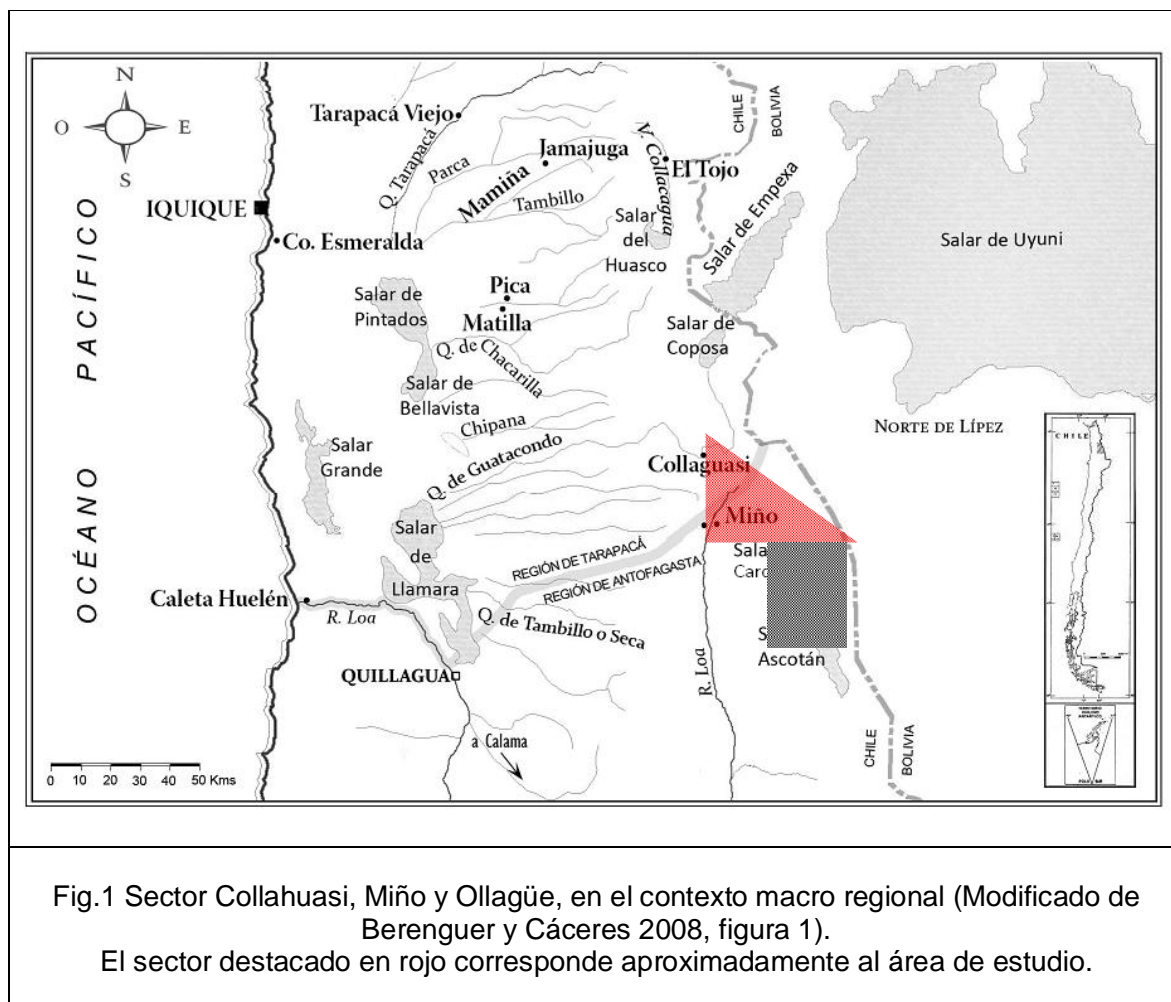 N
O
E
S
Tarapacá Viejo
Q. Tarapacá
Parca
Jamajuga
Mamiña
Tambillo
N. Collacagua
El Tojo
CHILE
BOLIVIA
IQUIQUE
Co. Esmeralda
Salar
del
Huasco
Salar de Empexa
Salar de Uyuni
OCÉANO PACÍFICO
Salar de
Pintados
Pica
Matilla
Q. de Chacarilla
Salar de
Coposa
Salar de
Bellavista
Chipana
Salar
Grande
Q. de Guatacondo
NORTE DE LÍPEZ
CHILE
Collaguasi
Miño
Salar
de
Llamara
REGIÓN DE TARAPACÁ
REGIÓN DE ANTOFAGASTA
Caleta Huelén
R. Loa
Q. de Tambillo o Seca
Ascotán
QUILLAGUA
R. Loa
a Calama
CHILE
BOLIVIA
0 10 20 30 40 50 Kms
Fig.1 Sector Collahuasi, Miño y Ollagüe, en el contexto macro regional (Modificado de
Berenguer y Cáceres 2008, figura 1).
El sector destacado en rojo corresponde aproximadamente al área de estudio.